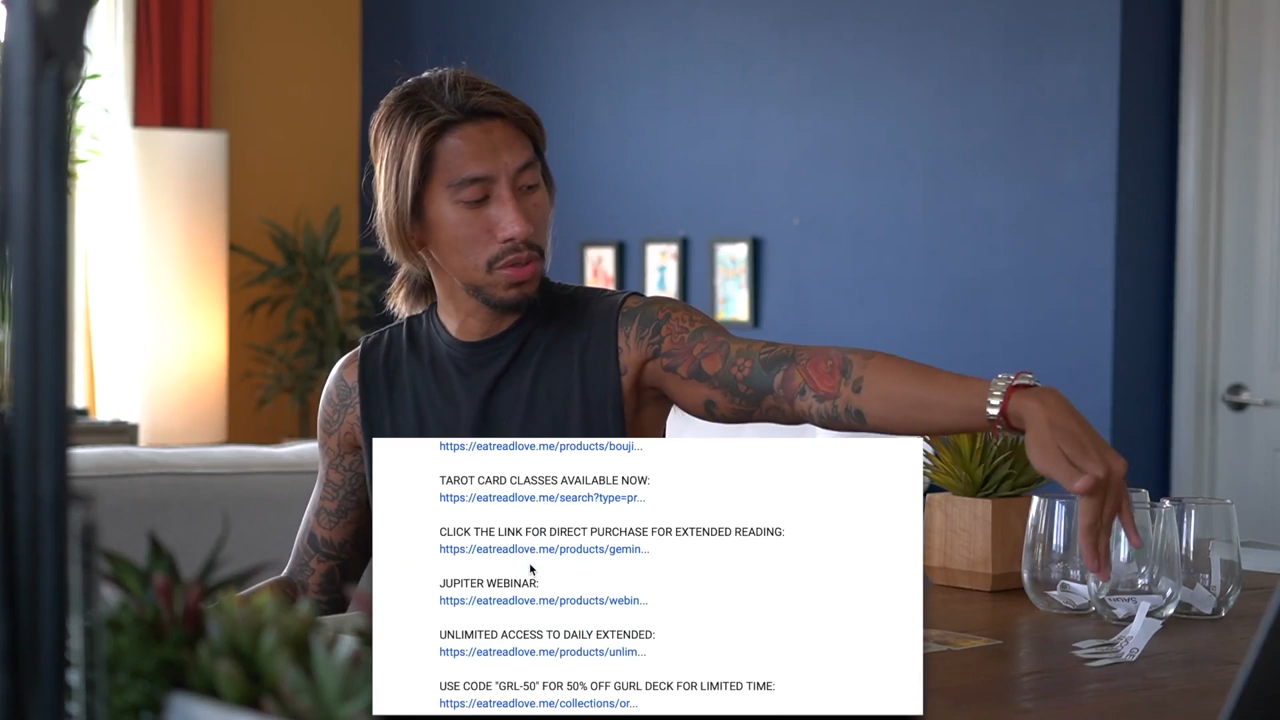 https://eatreadlove.me/products/bouji...
TAROT CARD CLASSES AVAILABLE NOW:
https://eatreadlove.me/search?type=pr...
CLICK THE LINK FOR DIRECT PURCHASE FOR EXTENDED READING:
https://eatreadlove.me/products/gemin...
JUPITER WEBINAR:
https://eatreadlove.me/products/webin...
UNLIMITED ACCESS TO DAILY EXTENDED:
https://eatreadlove.me/products/unlim...
USE CODE "GRL-50" FOR 50% OFF GURL DECK FOR LIMITED TIME:
https://eatreadlove.me/collections/or...